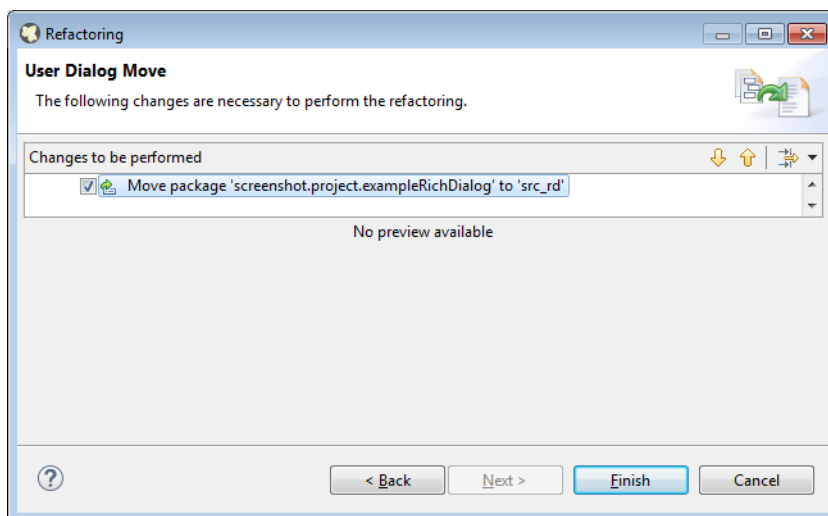 Refactoring
User Dialog Move
The following changes are necessary to perform the refactoring.
Changes to be performed
Move package 'screenshot.project.exampleRichDialog' to 'src_rd'
No preview available
?
< Back
Next >
Finish
Cancel